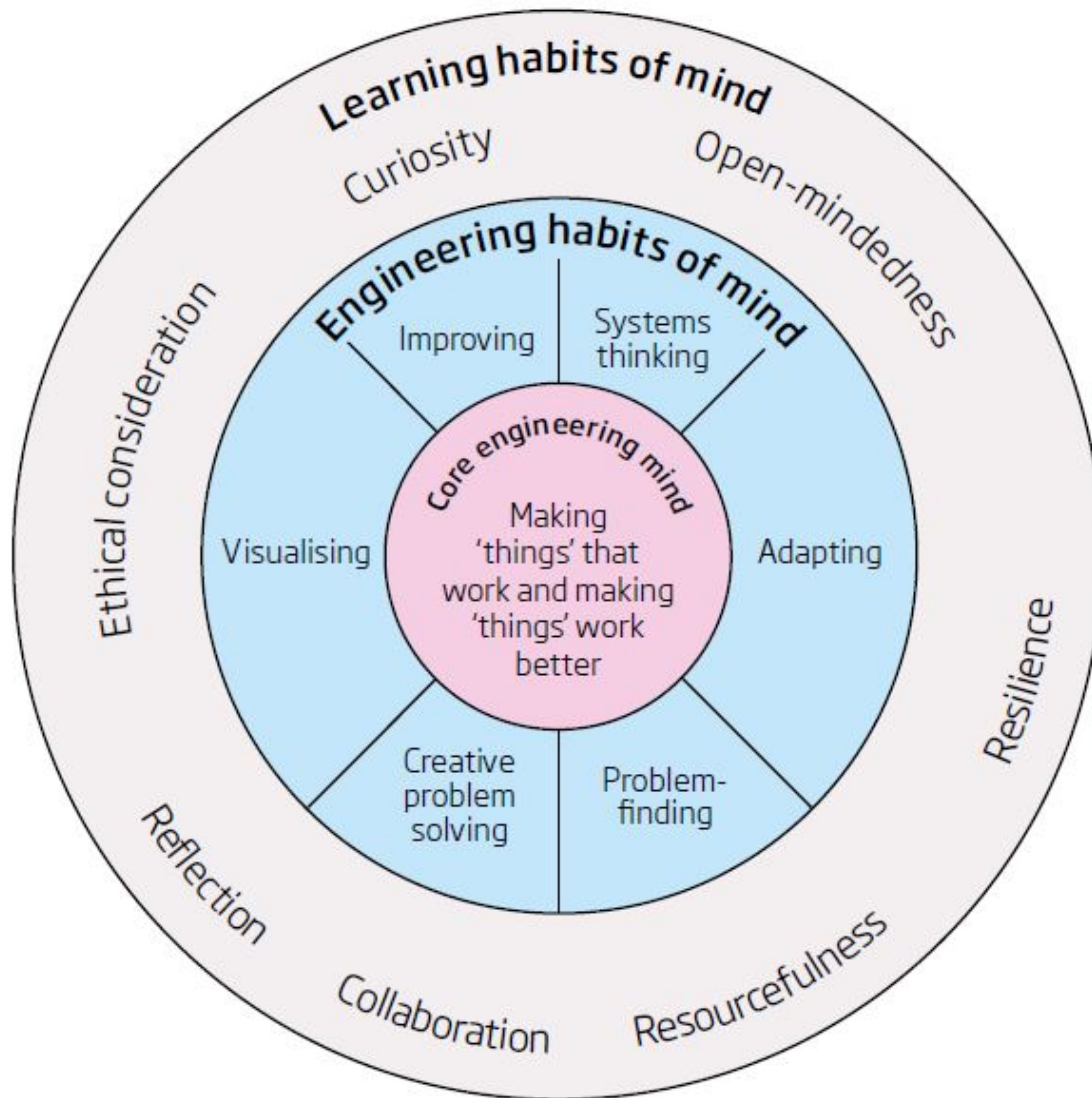 Learning habits of mind
Curiosity
Open-mindedness
Resilience
Resourcefulness
Collaboration
Reflection
Ethical consideration
Engineering habits of mind
Improving
Systems
thinking
Adapting
Problem-
finding
Creative
problem
solving
Visualising
Core engineering mind
Making
‘things’ that
work and making
‘things’ work
better